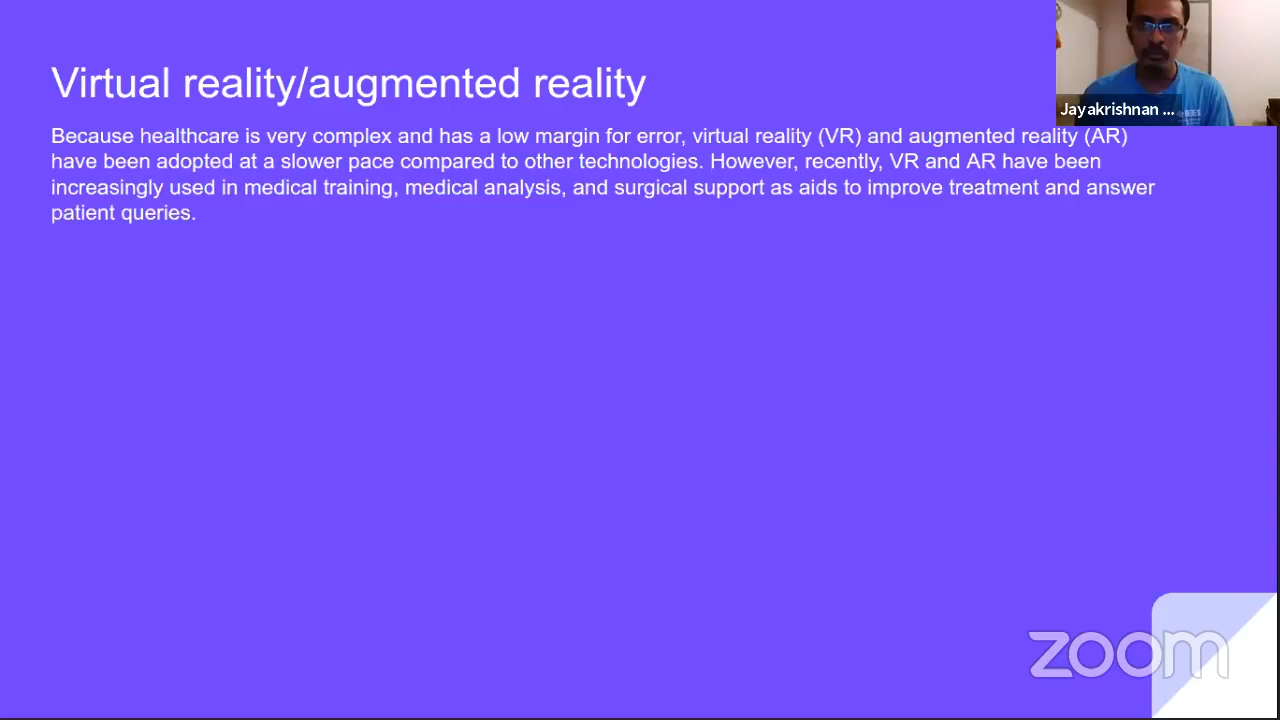 Virtual reality/augmented reality
Jayakrishnan ...
Because healthcare is very complex and has a low margin for error, virtual reality (VR) and augmented reality (AR)
have been adopted at a slower pace compared to other technologies. However, recently, VR and AR have been
increasingly used in medical training, medical analysis, and surgical support as aids to improve treatment and answer
patient queries.
zoom